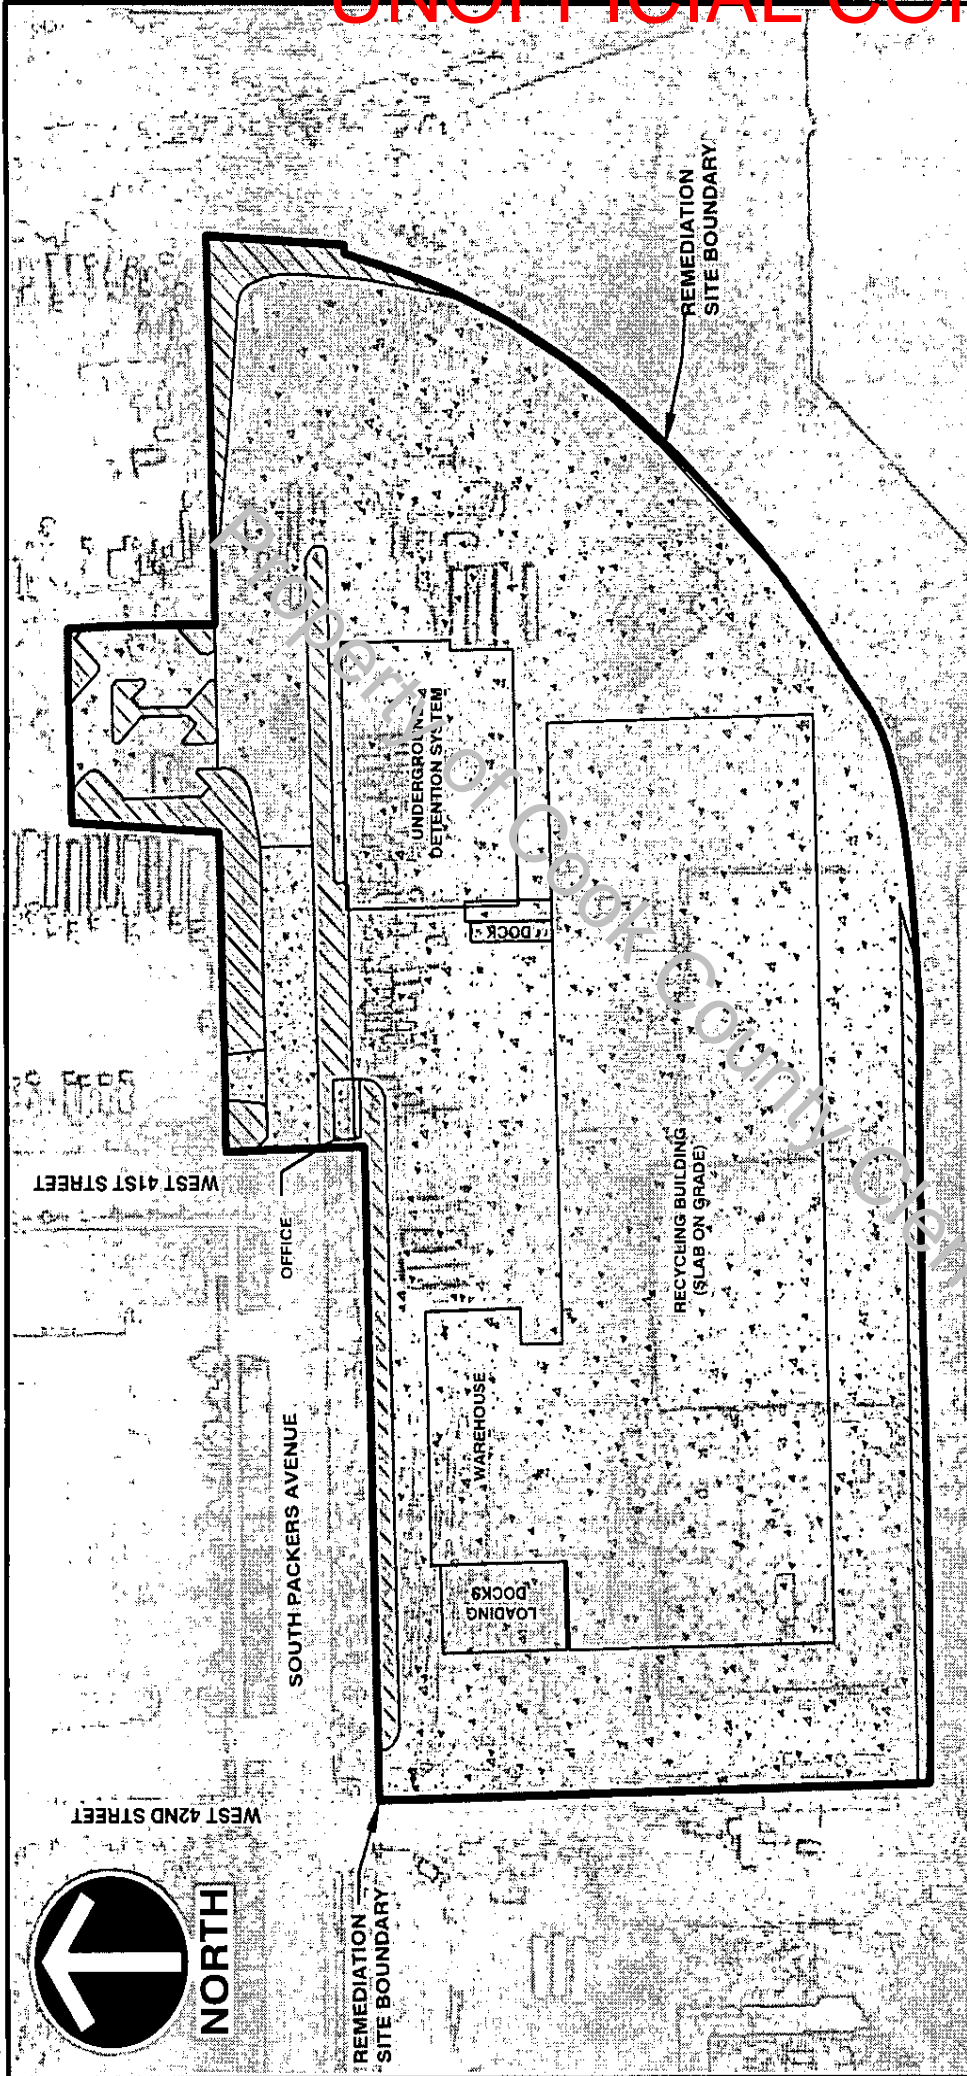 UNOFFICIAL COP
REMEDIATION
SITE BOUNDARY
UNDERGROUND
DETENTION SYSTEM
DOCK
WEST 41ST STREET
OFFICE
RECYCLING BUILDING
(SLAB ON GRADE)
WAREHOUSE
SOUTH PACKERS AVENUE
LOADING
DOCKS
WEST 42ND STREET
NORTH
REMEDIATION
SITE BOUNDARY
Property of Cook County Cler